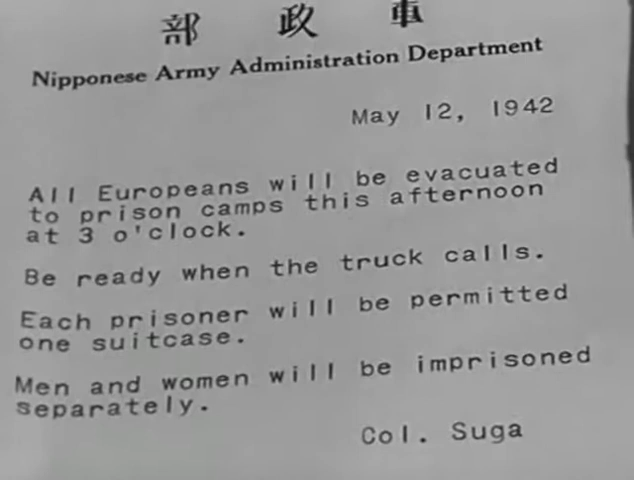 部政軍
Nipponese Army Administration Department
May 12, 1942
All Europeans will be evacuated
to prison camps this afternoon
at 3 o'clock.
Be ready when the truck calls.
Each prisoner will be permitted
one suitcase.
Men and women will be imprisoned
separately.
Col. Suga